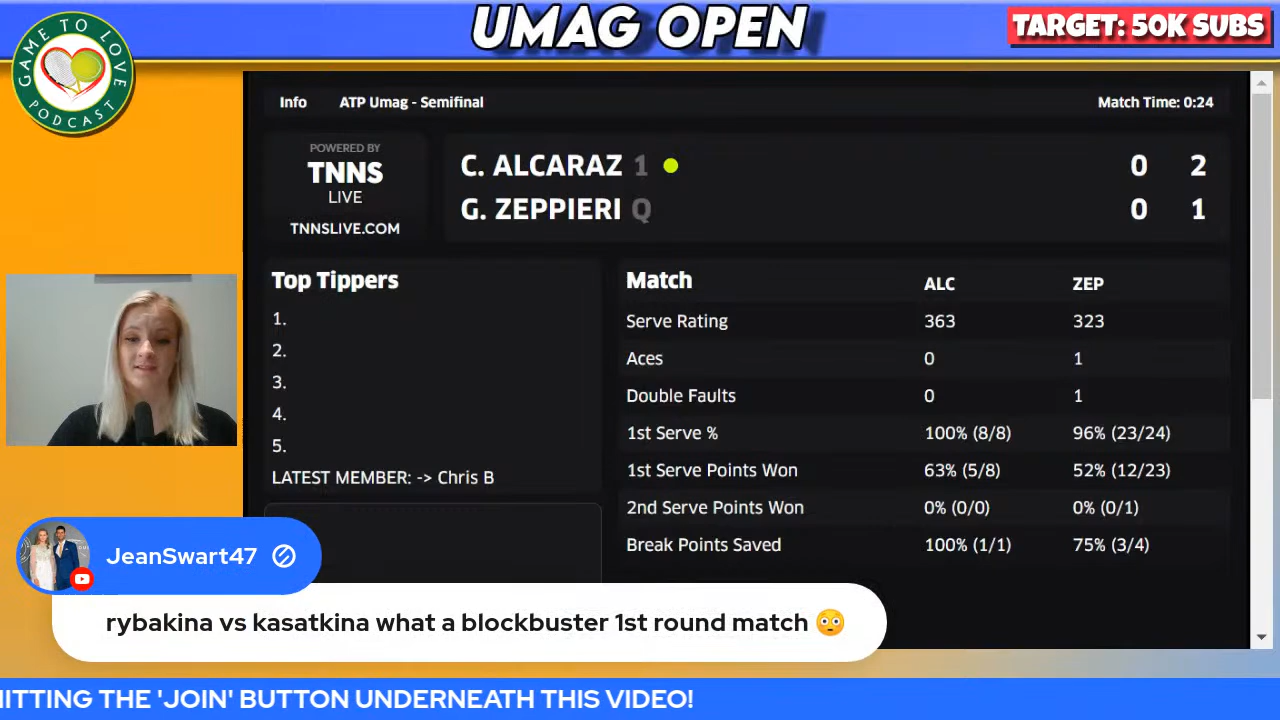 UMAG OPEN
TARGET: 50K SUBS
GAME TO LOVE
PODCAST
Info ATP Umag - Semifinal Match Time: 0:24
POWERED BY
TNNS
LIVE
TNNSLIVE.COM
C. ALCARAZ 1 0 2
G. ZEPPIERI Q 0 1
Top Tippers
1.
2.
3.
4.
5.
LATEST MEMBER: -> Chris B
Match ALC ZEP
Serve Rating 363 323
Aces 0 1
Double Faults 0 1
1st Serve % 100% (8/8) 96% (23/24)
1st Serve Points Won 63% (5/8) 52% (12/23)
2nd Serve Points Won 0% (0/0) 0% (0/1)
Break Points Saved 100% (1/1) 75% (3/4)
JeanSwart47
rybakina vs kasatkina what a blockbuster 1st round match 😳
HITTING THE 'JOIN' BUTTON UNDERNEATH THIS VIDEO!